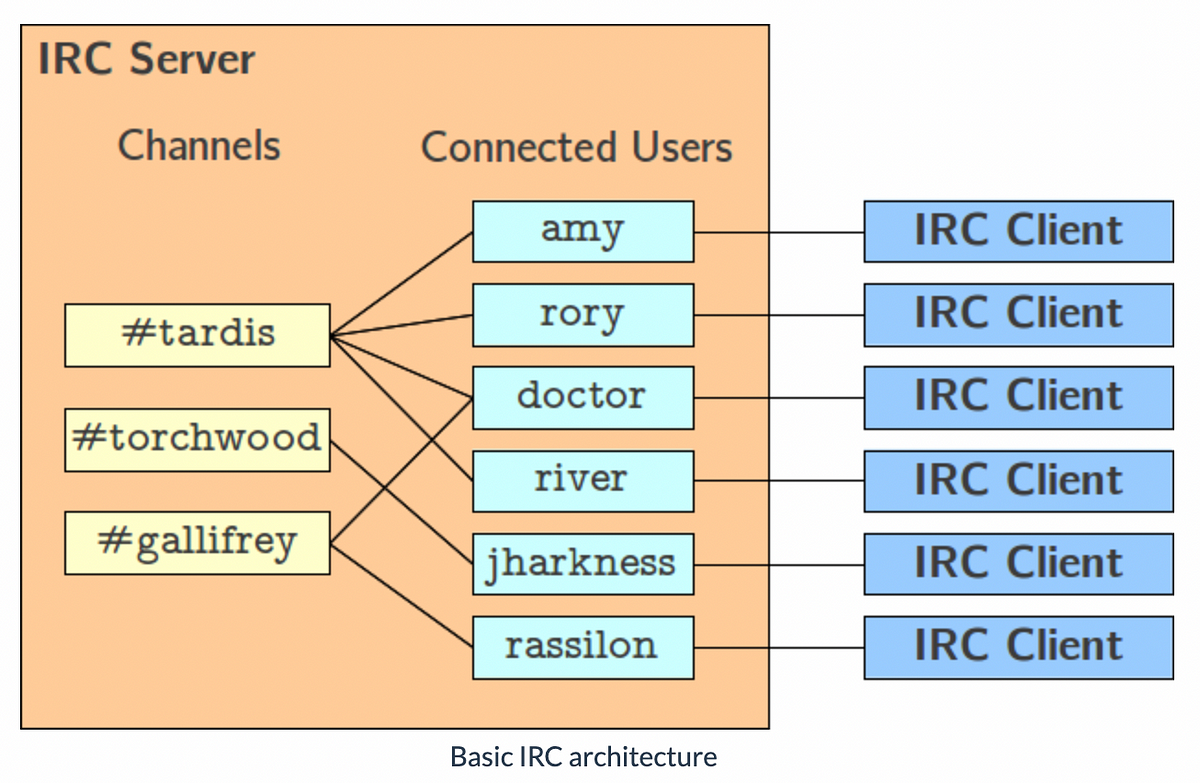 IRC Server
Channels
Connected Users
amy
IRC Client
rory
IRC Client
#tardis
doctor
IRC Client
#torchwood
river
IRC Client
#gallifrey
jharkness
IRC Client
rassilon
IRC Client
Basic IRC architecture